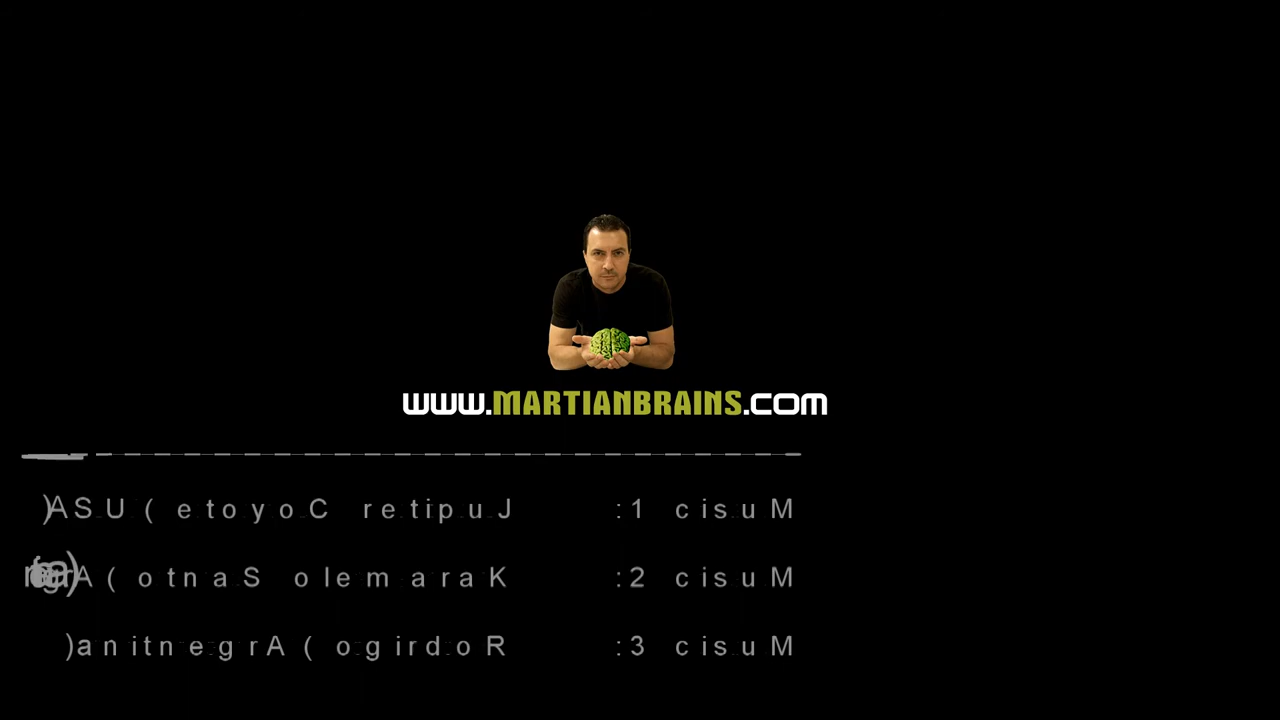 www.MARTIANBRAINS.com
)ASU( etoyoC retipuJ :1 cisuM
A( otnaS olemaraK :2 cisuM
)anitnegrA( ogirdoR :3 cisuM